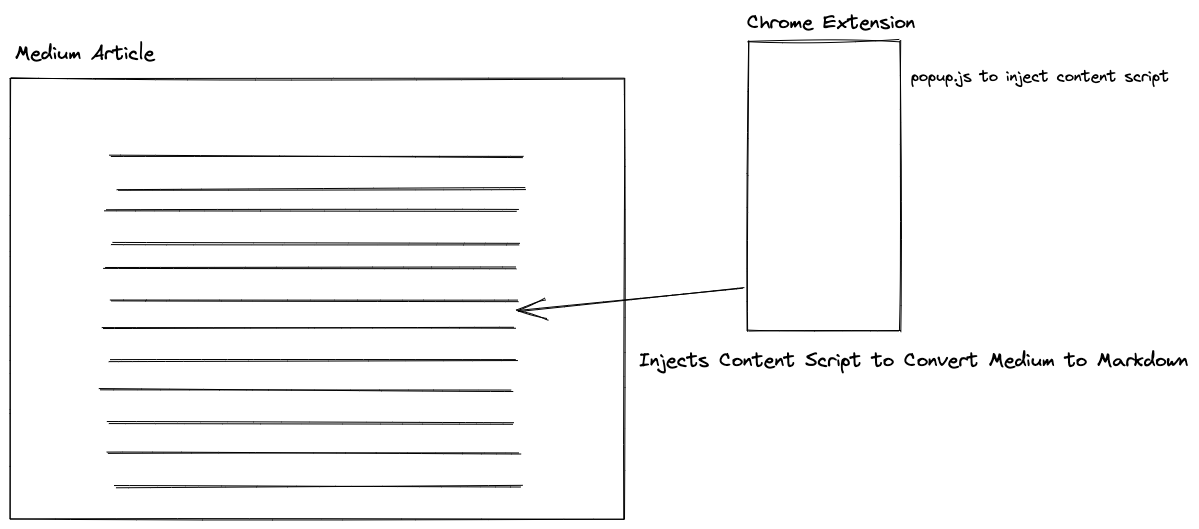 Chrome Extension
Medium Article
popup.js to inject content script
Injects Content Script to Convert Medium to Markdown